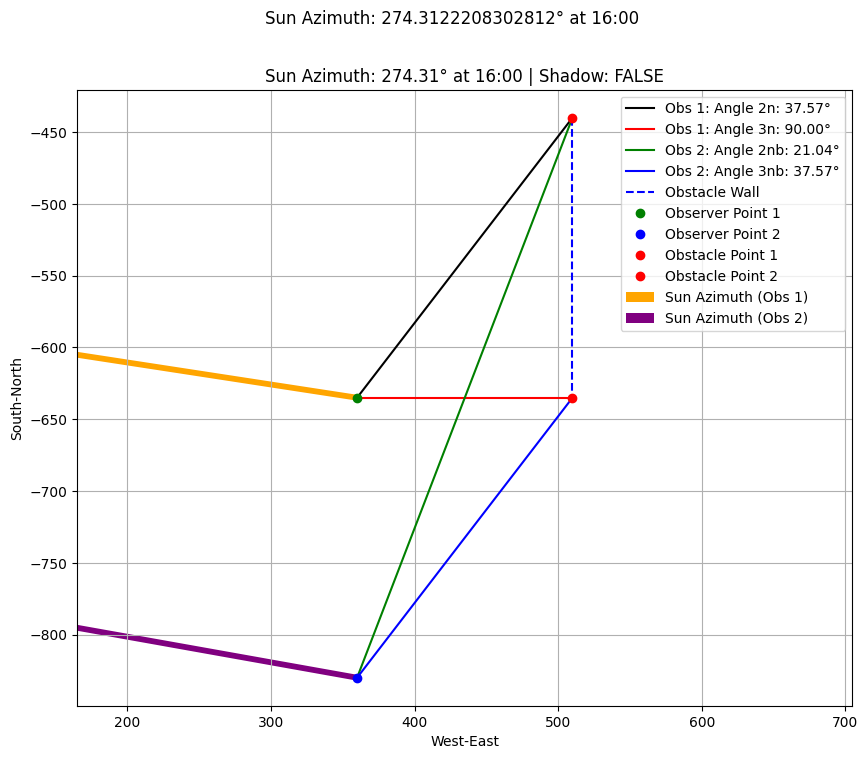 Sun Azimuth: 274.3122208302812° at 16:00
Sun Azimuth: 274.31° at 16:00 | Shadow: FALSE
Obs 1: Angle 2n: 37.57°
Obs 1: Angle 3n: 90.00°
Obs 2: Angle 2nb: 21.04°
Obs 2: Angle 3nb: 37.57°
Obstacle Wall
Observer Point 1
Observer Point 2
Obstacle Point 1
Obstacle Point 2
Sun Azimuth (Obs 1)
Sun Azimuth (Obs 2)
South-North
−450
−500
−550
−600
−650
−700
−750
−800
200
300
400
500
600
700
West-East